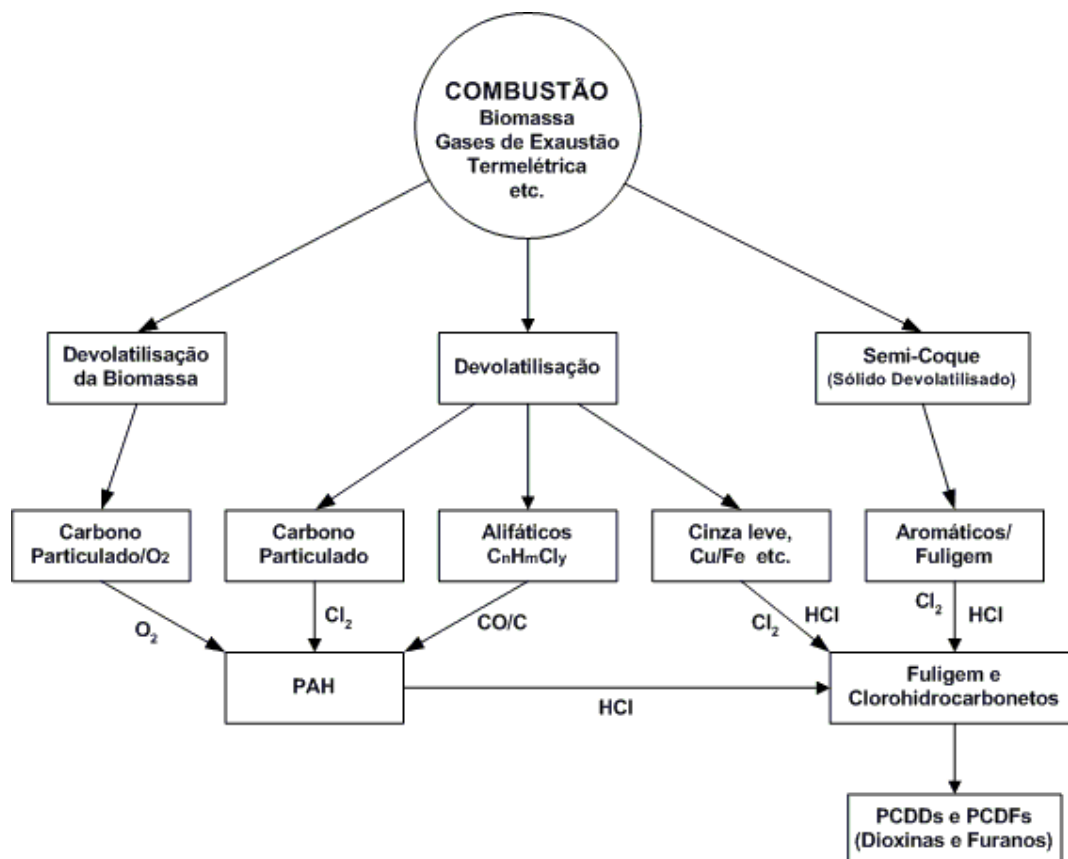 COMBUSTÃO
Biomassa
Gases de Exaustão
Termelétrica
etc.
Devolatilisação
da Biomassa
Devolatilisação
Semi-Coque
(Sólido Devolatilisado)
Carbono
Particulado/O₂
Carbono
Particulado
Alifáticos
CnHmCly
Cinza leve,
Cu/Fe etc.
Aromáticos/
Fuligem
O₂
Cl₂
CO/C
Cl₂
HCl
Cl₂
HCl
PAH
HCl
Fuligem e
Clorohidrocarbonetos
PCDDs e PCDFs
(Dioxinas e Furanos)